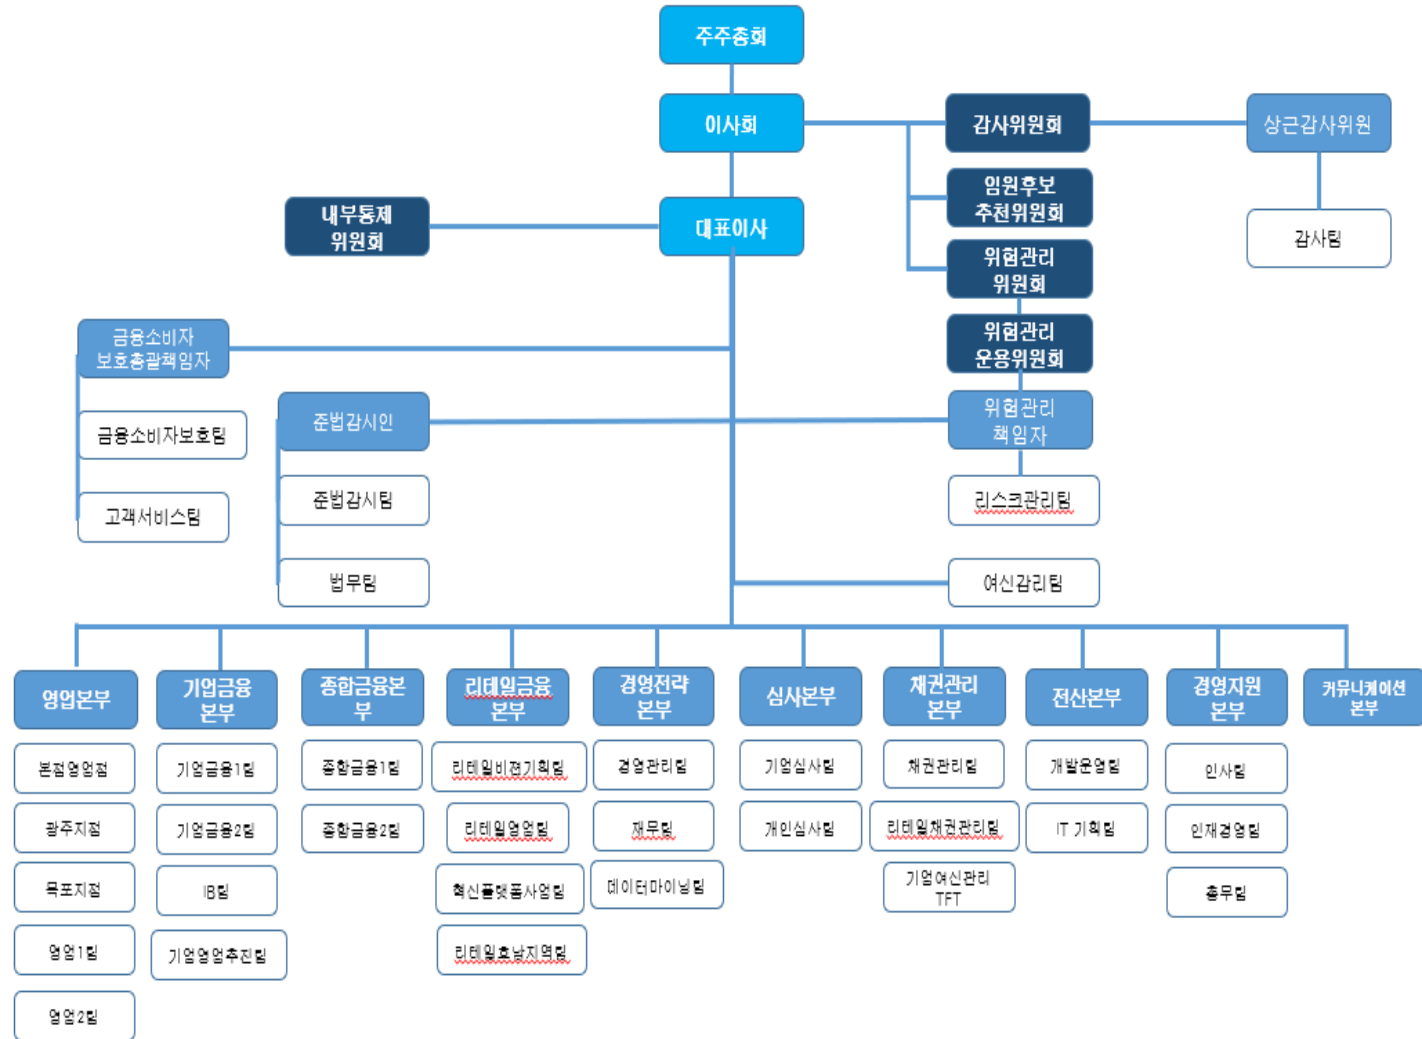 주주총회
이사회
감사위원회
상근감사위원
임원후보
추천위원회
감사팀
내부통제
위원회
대표이사
위험관리
위원회
위험관리
운용위원회
금융소비자
보호총괄책임자
준법감시인
위험관리
책임자
금융소비자보호팀
준법감시팀
리스크관리팀
고객서비스팀
법무팀
여신감리팀
영업본부
본점영업점
광주지점
목포지점
영업1팀
영업2팀
기업금융
본부
기업금융1팀
기업금융2팀
IB팀
기업영업추진팀
종합금융본
부
종합금융1팀
종합금융2팀
리테일금융
본부
리테일비젼기획팀
리테일영업팀
혁신플랫폼사업팀
리테일호남지역팀
경영전략
본부
경영관리팀
재무팀
데이터마이닝팀
심사본부
기업심사팀
개인심사팀
채권관리
본부
채권관리팀
리테일채권관리팀
기업여신관리
TFT
전산본부
개발운영팀
IT 기획팀
경영지원
본부
인사팀
인재경영팀
총무팀
커뮤니케이션
본부